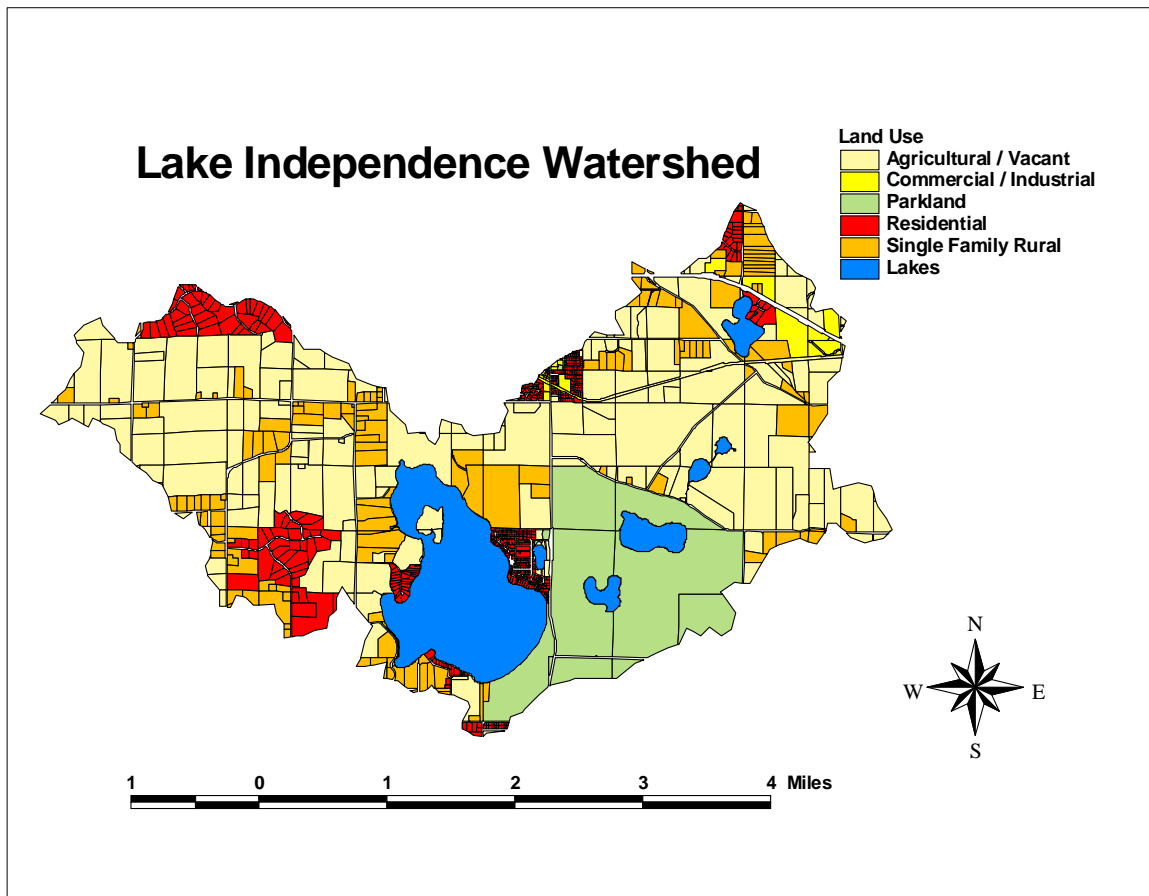 Lake Independence Watershed
Land Use
Agricultural / Vacant
Commercial / Industrial
Parkland
Residential
Single Family Rural
Lakes
N
W E
S
1 0 1 2 3 4 Miles